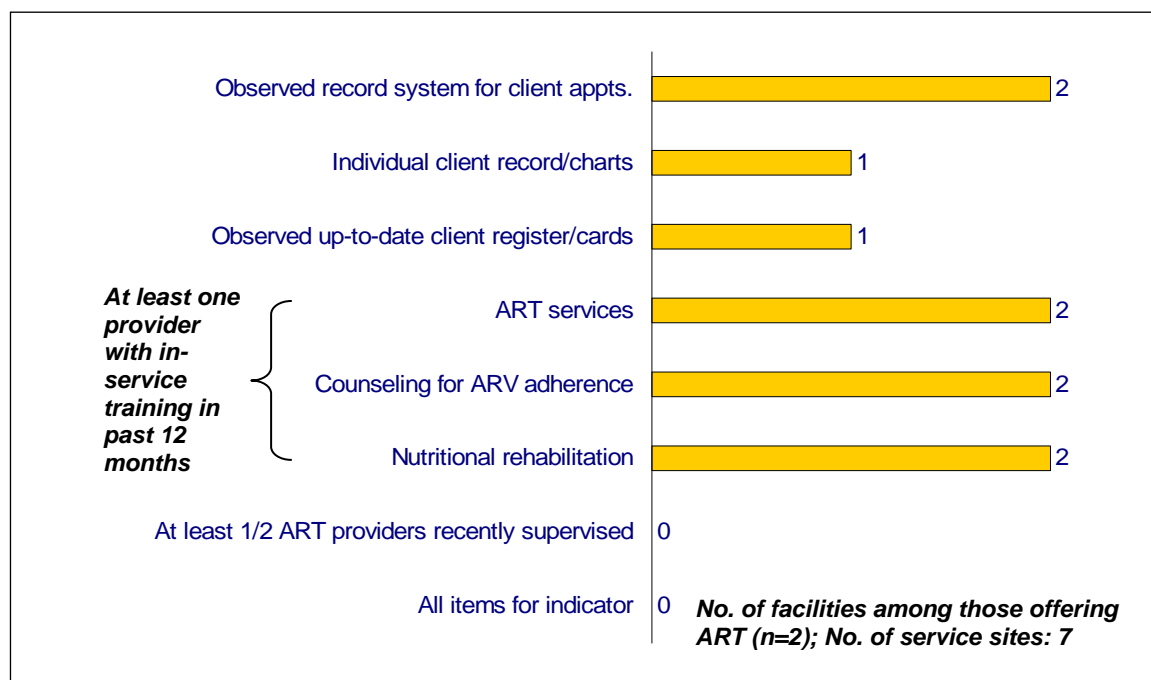 Observed record system for client appts. 2
Individual client record/charts 1
Observed up-to-date client register/cards 1
At least one
provider
with in-
service
training in
past 12
months
ART services 2
Counseling for ARV adherence 2
Nutritional rehabilitation 2
At least 1/2 ART providers recently supervised 0
All items for indicator 0
No. of facilities among those offering
ART (n=2); No. of service sites: 7